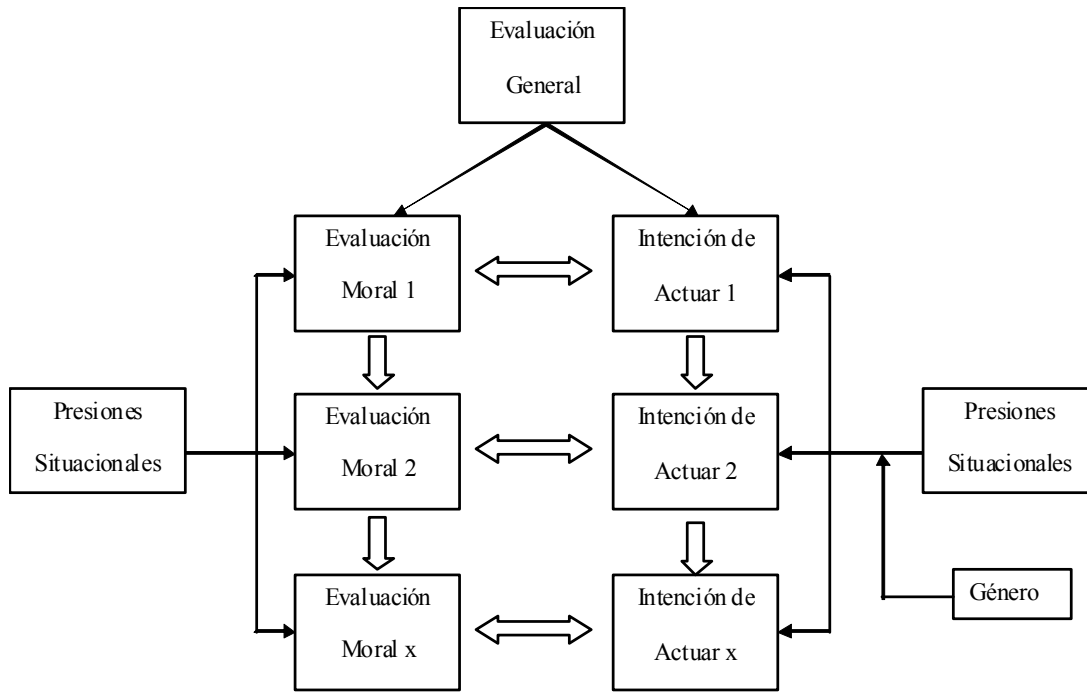 Evaluación
General
Evaluación
Moral 1
Intención de
Actuar 1
Presiones
Situacionales
Evaluación
Moral 2
Intención de
Actuar 2
Presiones
Situacionales
Evaluación
Moral x
Intención de
Actuar x
Género